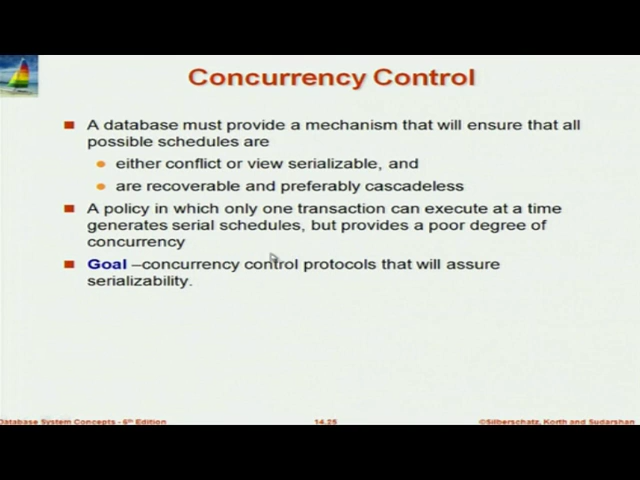 Concurrency Control
A database must provide a mechanism that will ensure that all
possible schedules are
either conflict or view serializable, and
are recoverable and preferably cascadeless
A policy in which only one transaction can execute at a time
generates serial schedules, but provides a poor degree of
concurrency
Goal –concurrency control protocols that will assure
serializability.
Database System Concepts - 6th Edition
14.25
©Silberschatz, Korth and Sudarshan